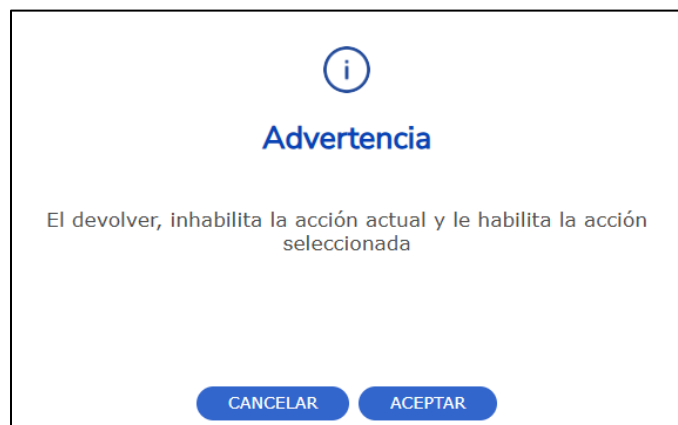 i
Advertencia
El devolver, inhabilita la acción actual y le habilita la acción
seleccionada
CANCELAR ACEPTAR